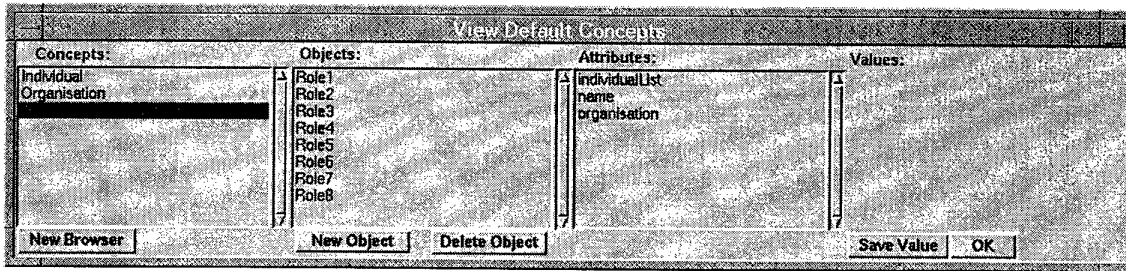 View Default Concepts
Concepts:
Individual
Organisation
New Browser
Objects:
Role1
Role2
Role3
Role4
Role5
Role6
Role7
Role8
New Object
Delete Object
Attributes:
individualList
name
organisation
Values:
Save Value
OK